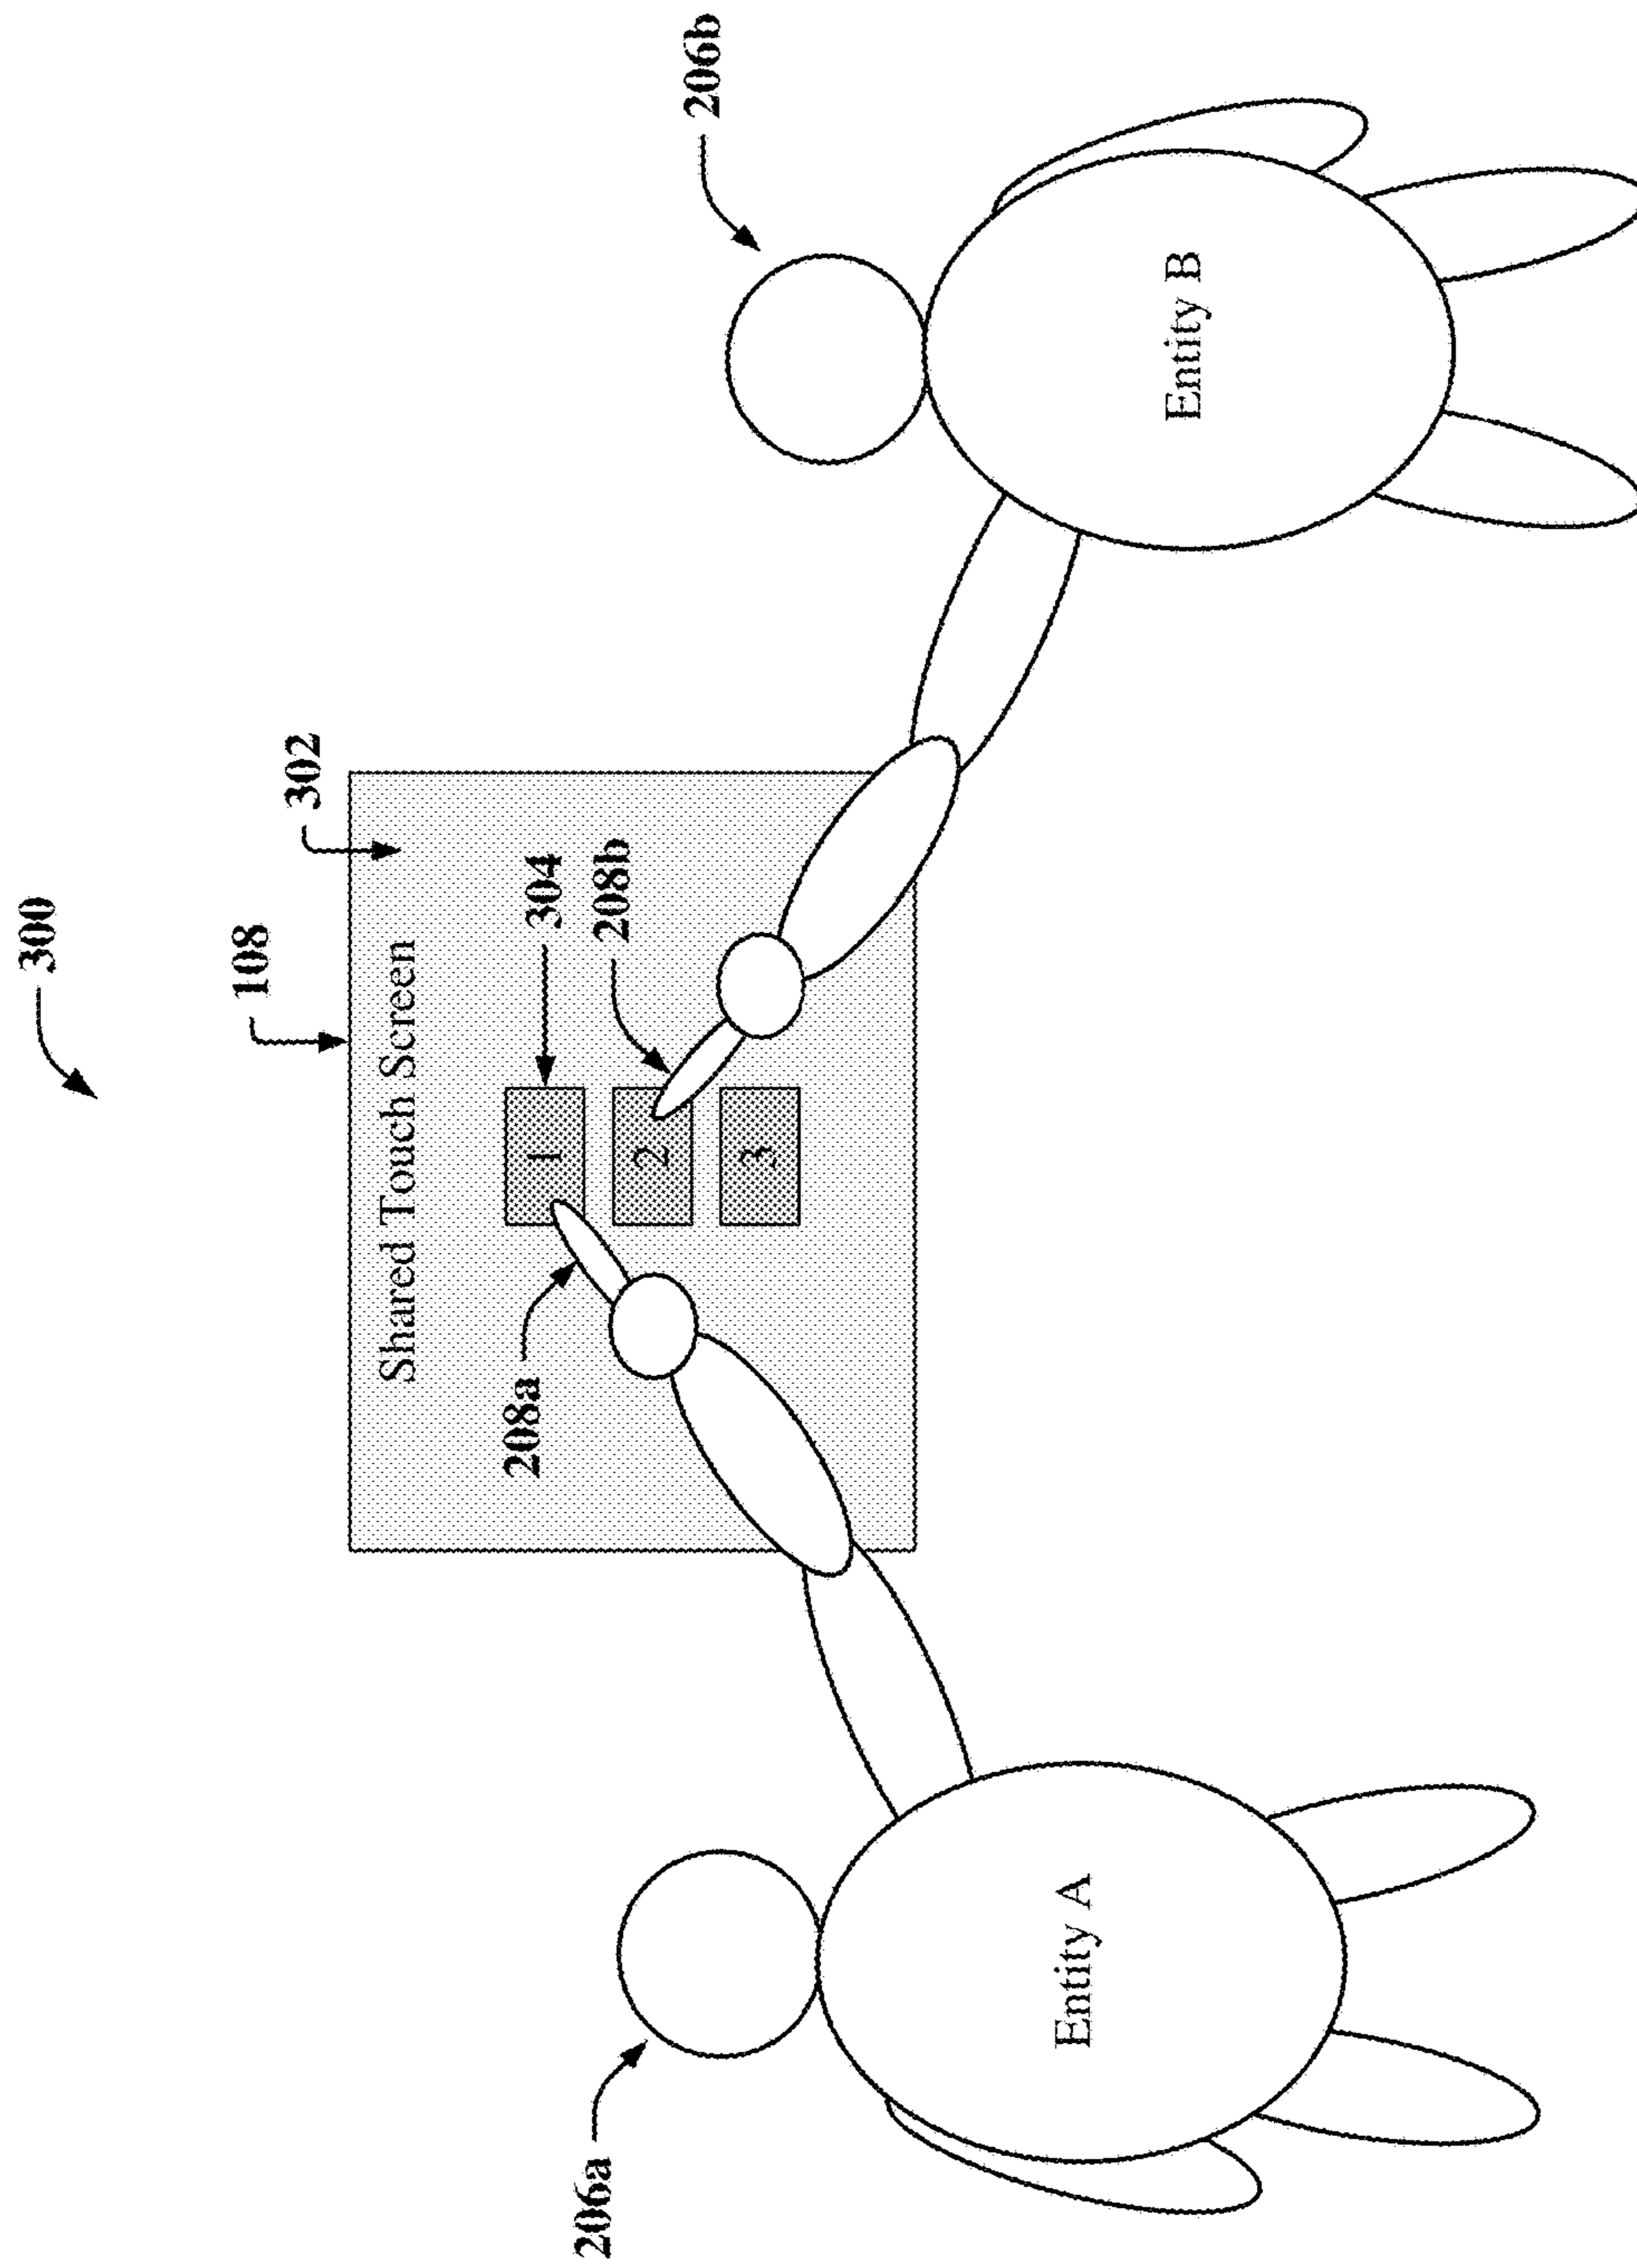 300
108
302
Shared Touch Screen
304
208b
208a
1
2
3
206a
206b
Entity A
Entity B